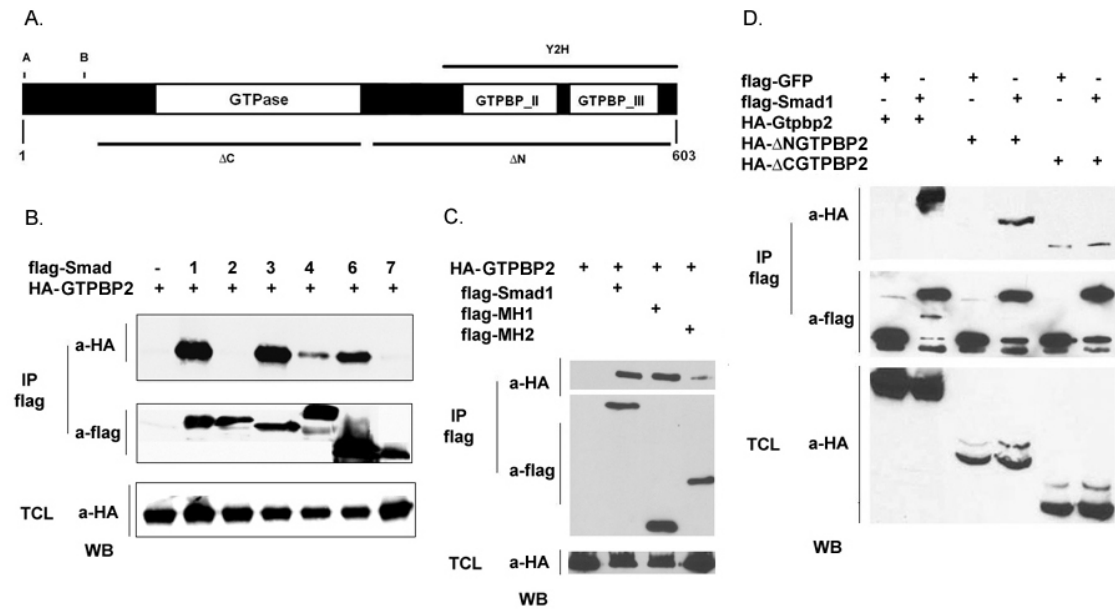 A.
A B Y2H
GTPase GTPBP_II GTPBP_III
1 ΔC ΔN 603
B.
flag-Smad - 1 2 3 4 6 7
HA-GTPBP2 + + + + + + +
a-HA
IP
flag
a-flag
TCL a-HA
WB
C.
HA-GTPBP2 + + + +
flag-Smad1 +
flag-MH1 +
flag-MH2 +
a-HA
IP
flag
a-flag
TCL a-HA
WB
D.
flag-GFP + - + - + -
flag-Smad1 - + - + - +
HA-Gtpbp2 + +
HA-ΔNGTPBP2 + +
HA-ΔCGTPBP2 + +
a-HA
IP
flag
a-flag
TCL a-HA
WB